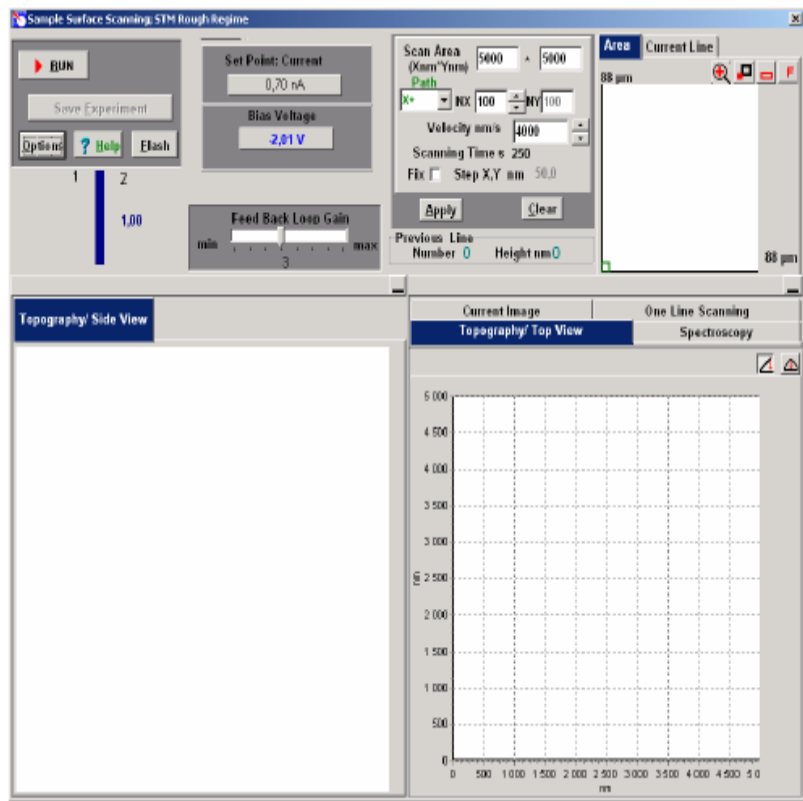 Sample Surface Scanning: STM Rough Regime
RUN
Save Experiment
Options
? Help
Flash
1 2
1,00
Set Point: Current
0,70 nA
Bias Voltage
-2,01 V
Feed Back Loop Gain
min max
3
Scan Area
(Xnm*Ynm) 5000 * 5000
Path
X+ NX 100 NY 100
Velocity nm/s 4000
Scanning Time s 250
Fix Step X,Y nm 50,0
Apply Clear
Previous Line
Number 0 Height nm 0
Area Current Line
88 µm
F
88 µm
Topography/ Side View
Current Image One Line Scanning
Topography/ Top View Spectroscopy
5 000
4 500
4 000
3 500
3 000
nm
2 500
2 000
1 500
1 000
500
0
0 500 1 000 1 500 2 000 2 500 3 000 3 500 4 000 4 500 5 0
nm